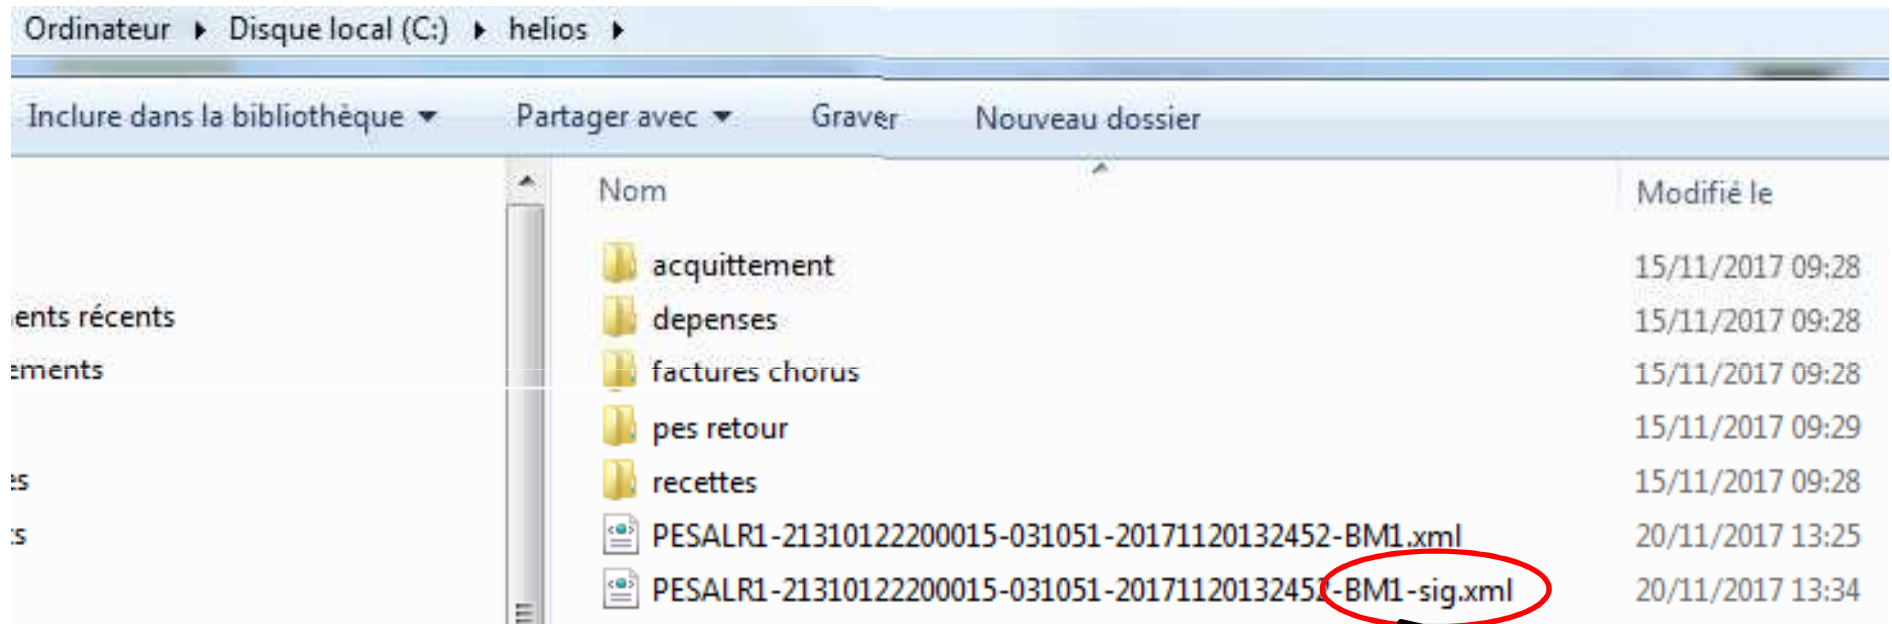 Ordinateur ▸ Disque local (C:) ▸ helios ▸
Inclure dans la bibliothèque ▾ Partager avec ▾ Graver Nouveau dossier
Nom Modifié le
acquittement 15/11/2017 09:28
ents récents depenses 15/11/2017 09:28
ements factures chorus 15/11/2017 09:28
pes retour 15/11/2017 09:29
es recettes 15/11/2017 09:28
ts PESALR1-21310122200015-031051-20171120132452-BM1.xml 20/11/2017 13:25
PESALR1-21310122200015-031051-20171120132452-BM1-sig.xml 20/11/2017 13:34